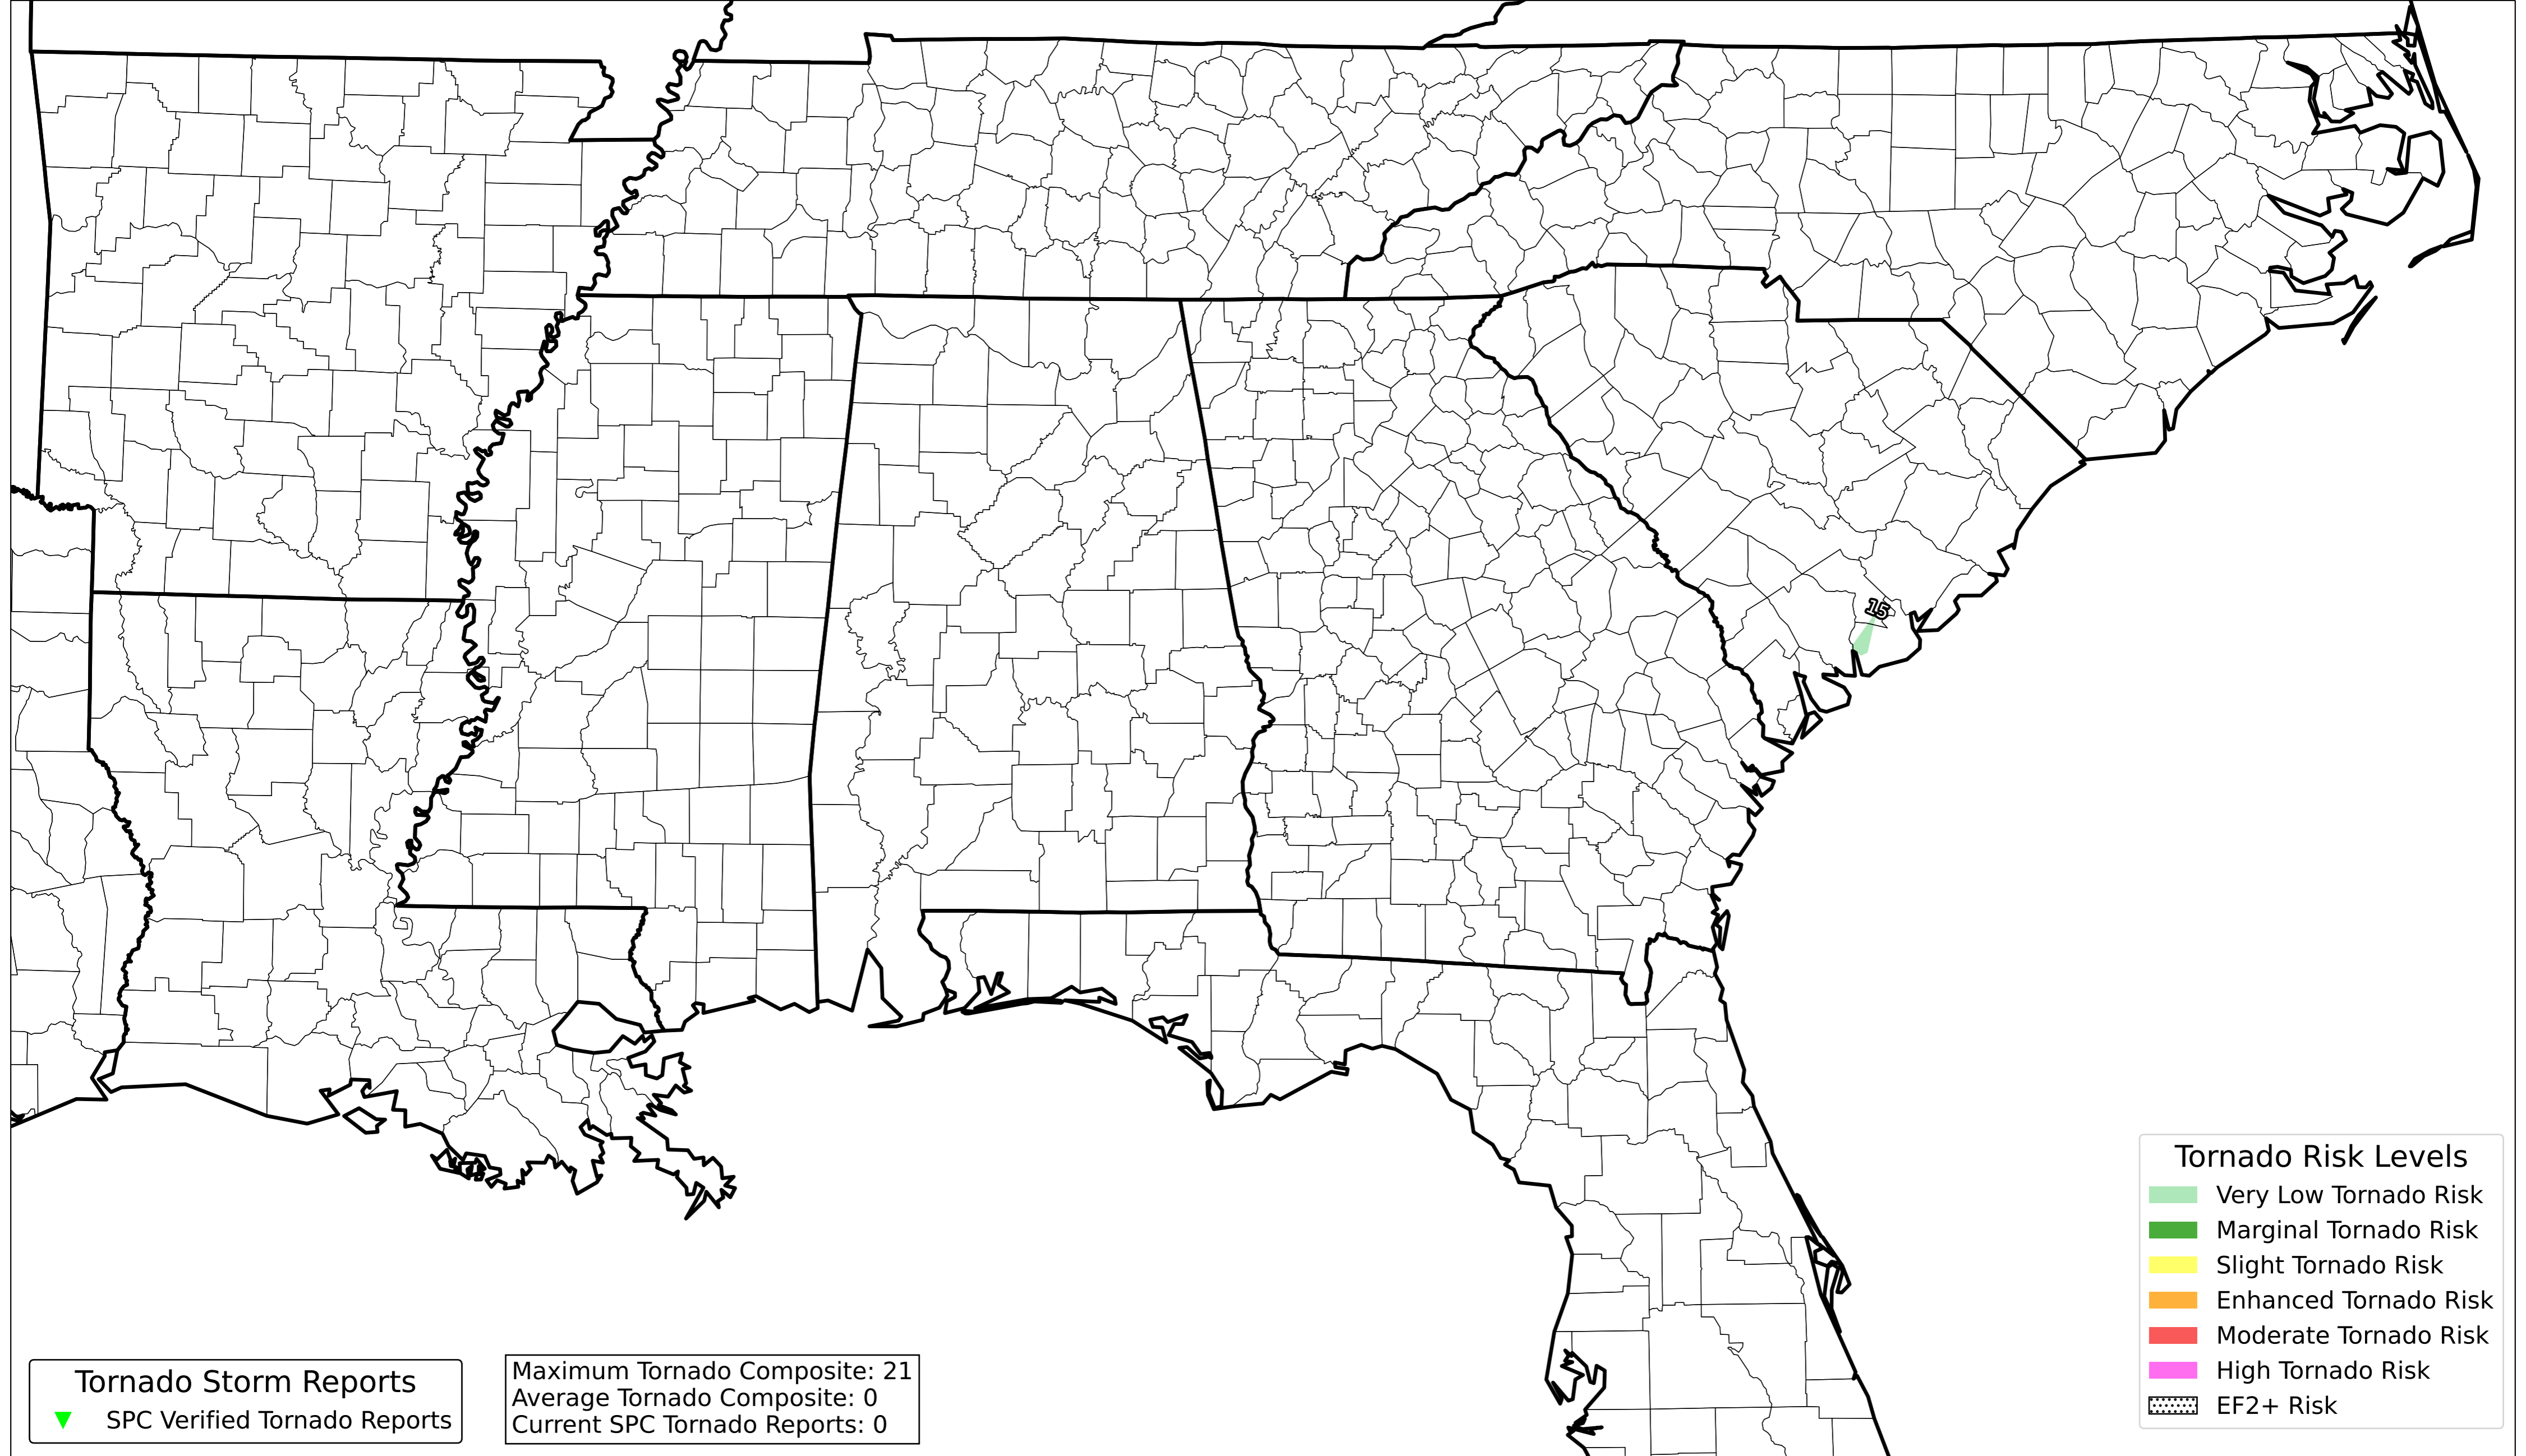 15
Tornado Risk Levels
Very Low Tornado Risk
Marginal Tornado Risk
Slight Tornado Risk
Enhanced Tornado Risk
Moderate Tornado Risk
High Tornado Risk
EF2+ Risk
Tornado Storm Reports
SPC Verified Tornado Reports
Maximum Tornado Composite: 21
Average Tornado Composite: 0
Current SPC Tornado Reports: 0